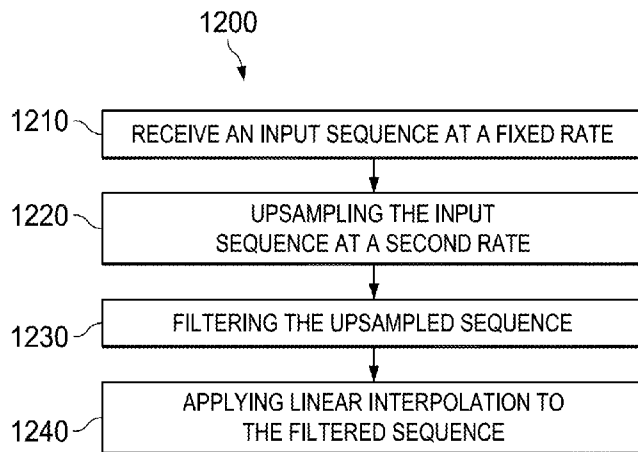 1200
1210
RECEIVE AN INPUT SEQUENCE AT A FIXED RATE
1220
UPSAMPLING THE INPUT
SEQUENCE AT A SECOND RATE
1230
FILTERING THE UPSAMPLED SEQUENCE
1240
APPLYING LINEAR INTERPOLATION TO
THE FILTERED SEQUENCE